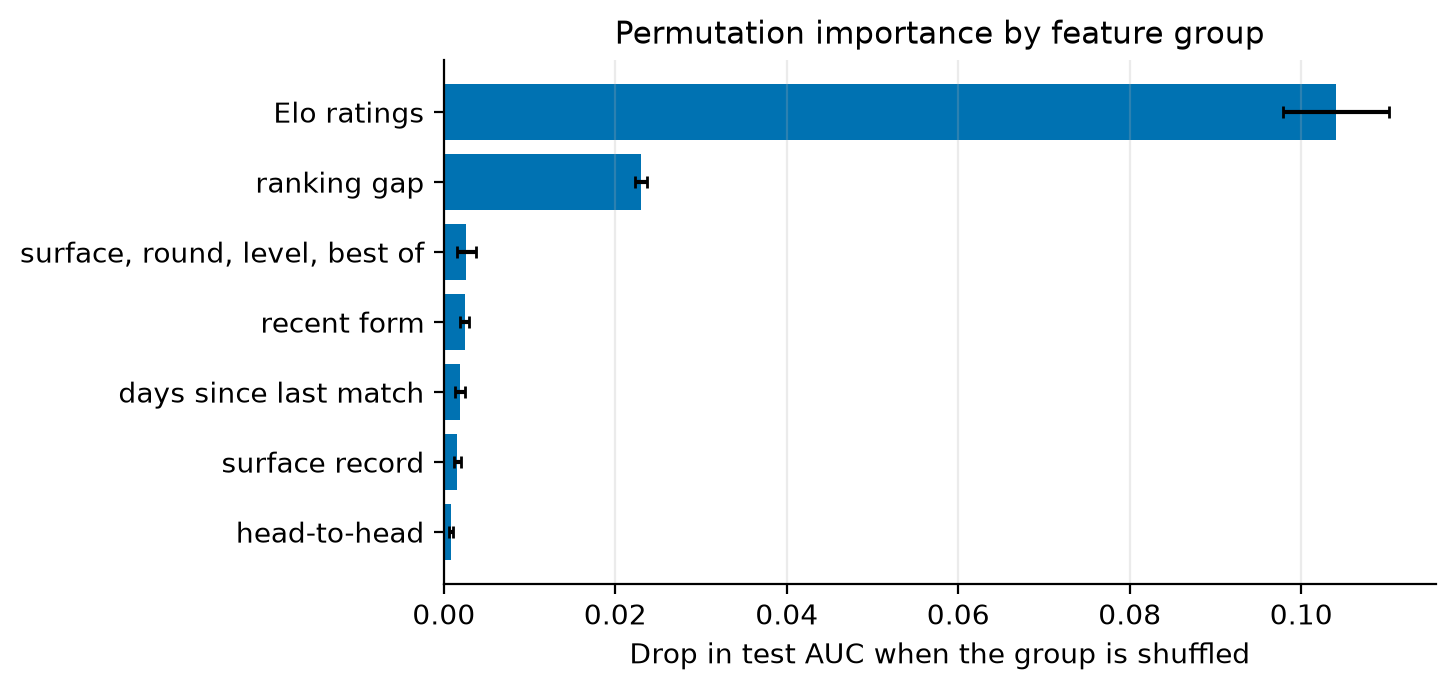 Permutation importance by feature group
Elo ratings
ranking gap
surface, round, level, best of
recent form
days since last match
surface record
head-to-head
0.00 0.02 0.04 0.06 0.08 0.10
Drop in test AUC when the group is shuffled